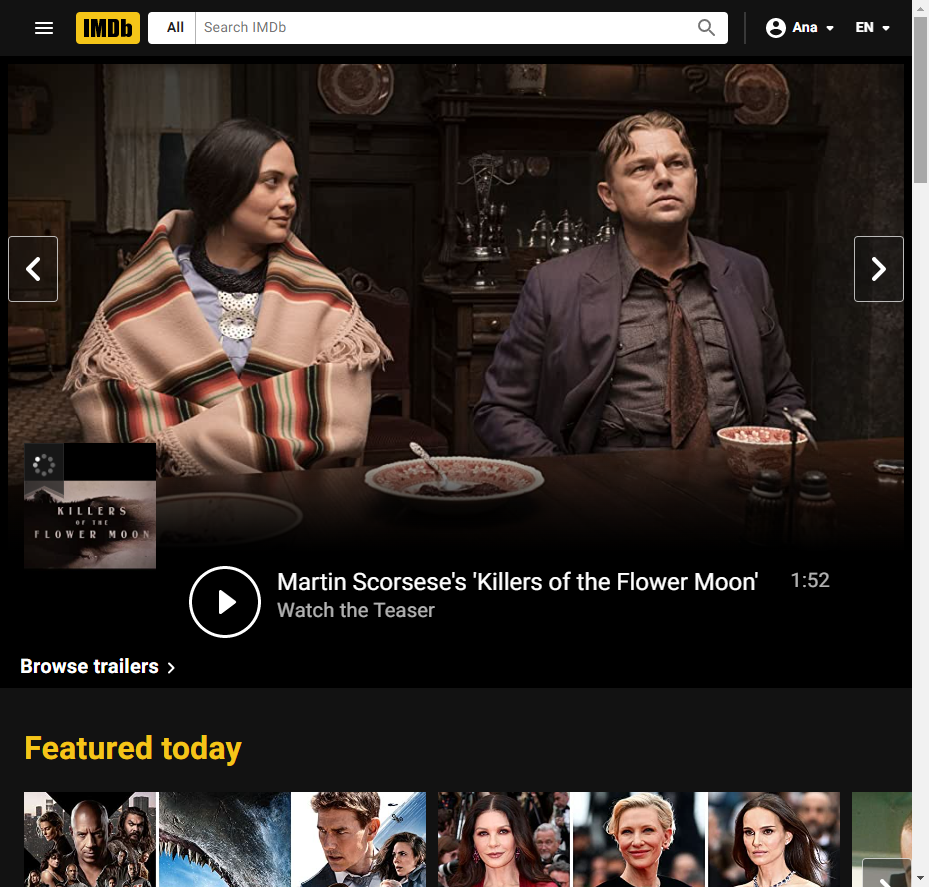 IMDb
All
Search IMDb
Ana
EN
KILLERS
OF THE
FLOWER MOON
Martin Scorsese's 'Killers of the Flower Moon'
1:52
Watch the Teaser
Browse trailers
Featured today